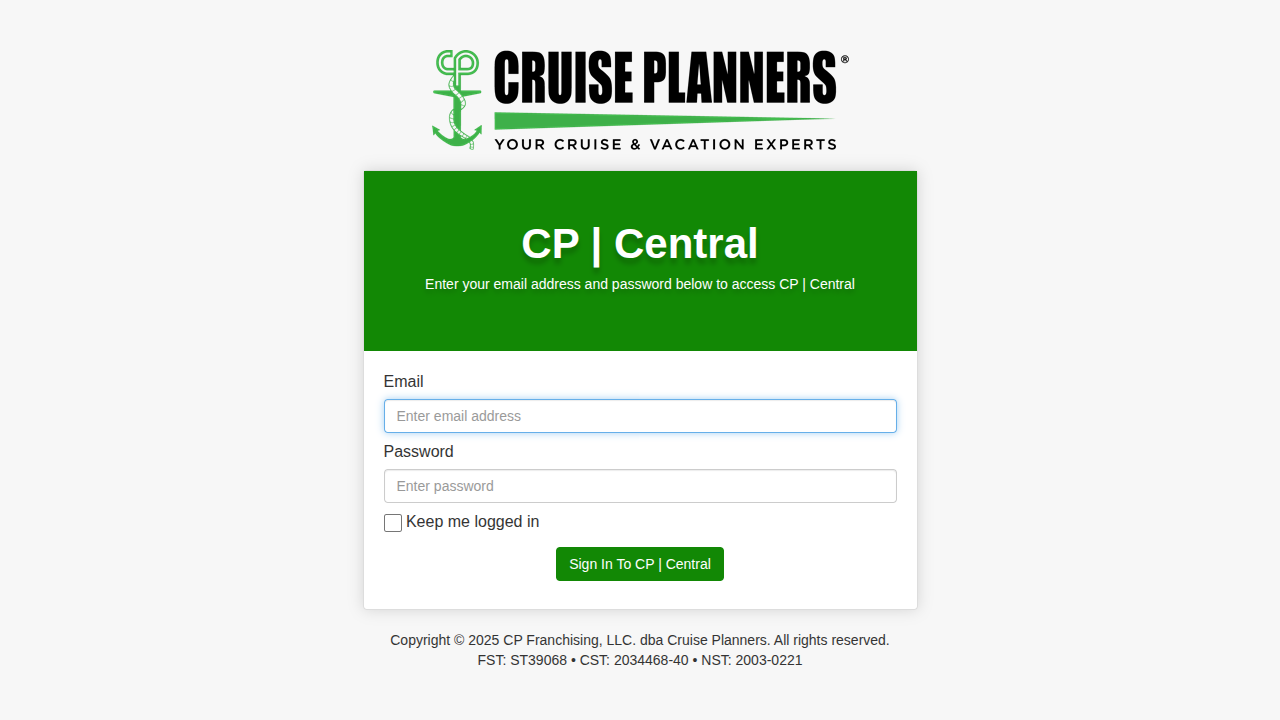 CRUISE PLANNERS®
YOUR CRUISE & VACATION EXPERTS
CP | Central
Enter your email address and password below to access CP | Central
Email
Enter email address
Password
Enter password
Keep me logged in
Sign In To CP | Central
Copyright © 2025 CP Franchising, LLC. dba Cruise Planners. All rights reserved.
FST: ST39068 • CST: 2034468-40 • NST: 2003-0221